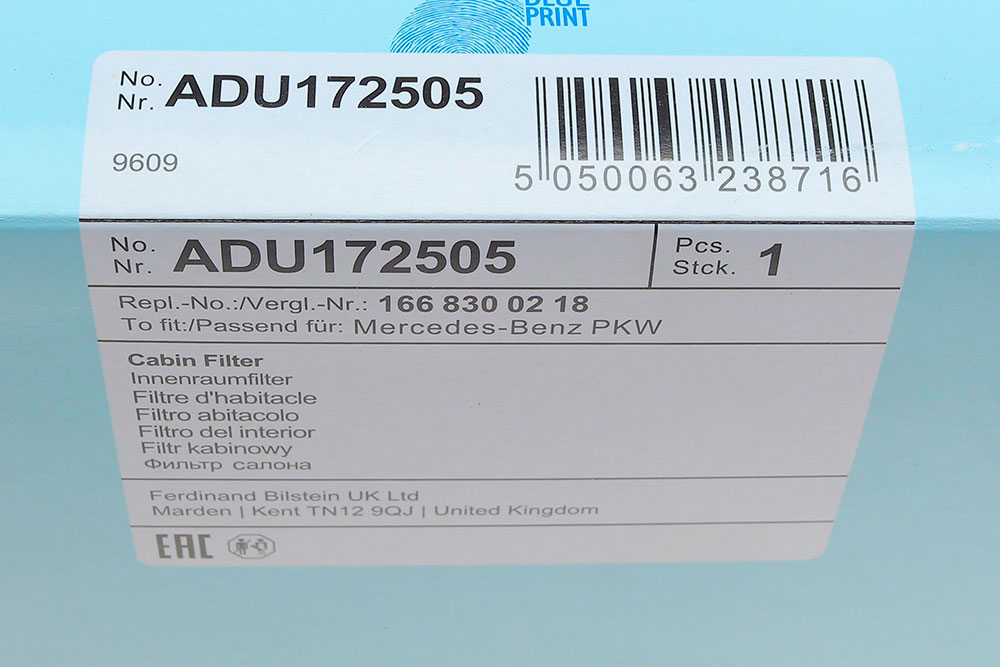 BLUE
PRINT
No.
Nr. ADU172505
9609
5 050063 238716
No.
Nr. ADU172505
Pcs.
Stck. 1
Repl.-No.:/Vergl.-Nr.: 166 830 02 18
To fit:/Passend für: Mercedes-Benz PKW
Cabin Filter
Innenraumfilter
Filtre d'habitacle
Filtro abitacolo
Filtro del interior
Filtr kabinowy
Фильтр салона
Ferdinand Bilstein UK Ltd
Marden | Kent TN12 9QJ | United Kingdom
EAC